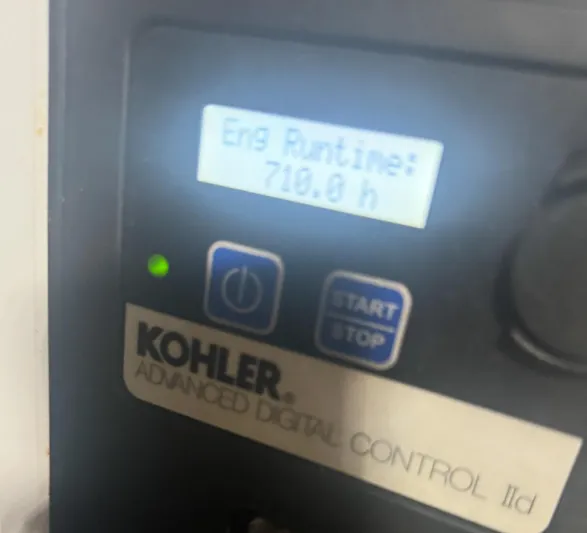 Eng Runtime:
710.0 h
START
STOP
KOHLER®
ADVANCED DIGITAL CONTROL IId